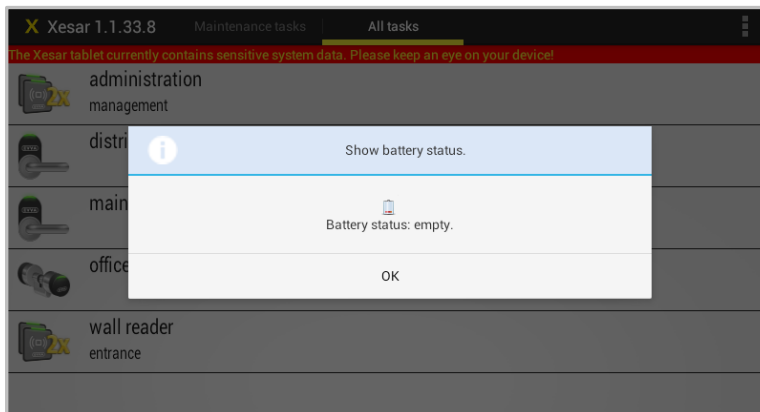 X Xesar 1.1.33.8 Maintenance tasks All tasks
The Xesar tablet currently contains sensitive system data. Please keep an eye on your device!
administration
management
distri
Show battery status.
main
Battery status: empty.
office
OK
wall reader
entrance